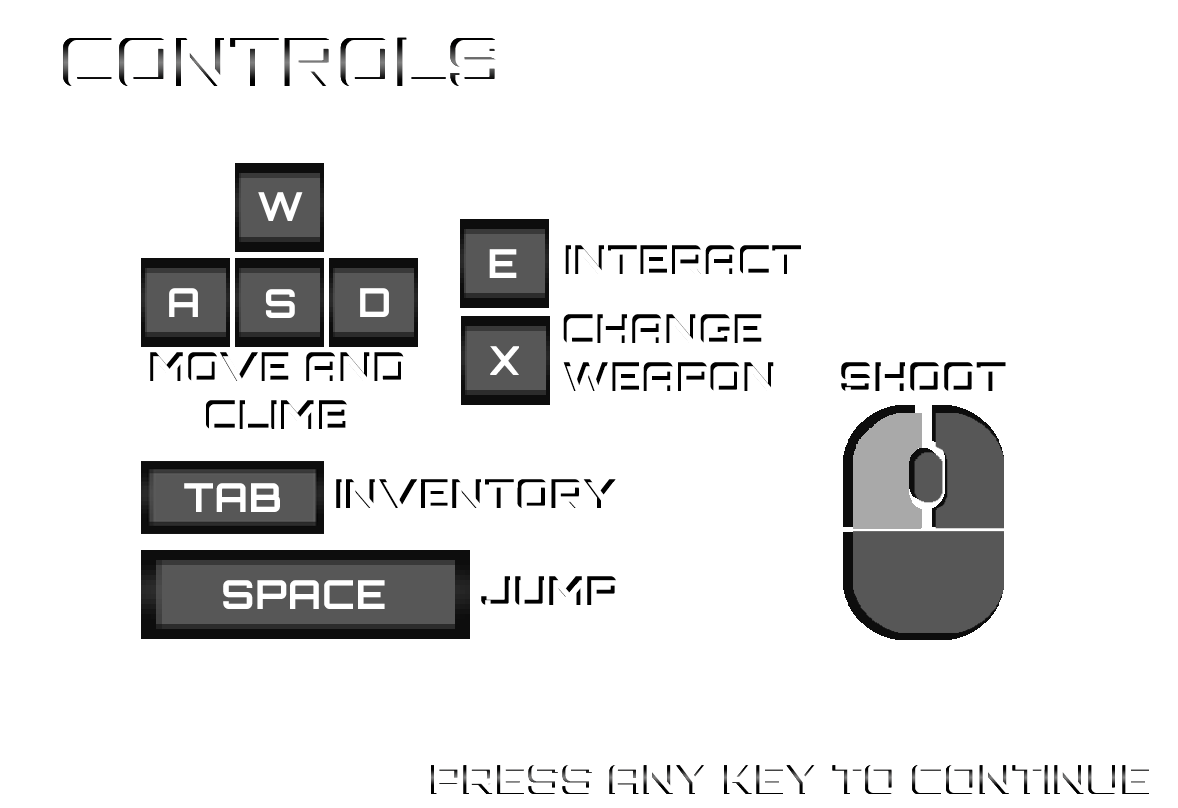 CONTROLS
W
A S D
MOVE AND
CLIMB
E INTERACT
X CHANGE
WEAPON
SHOOT
TAB INVENTORY
SPACE JUMP
PRESS ANY KEY TO CONTINUE